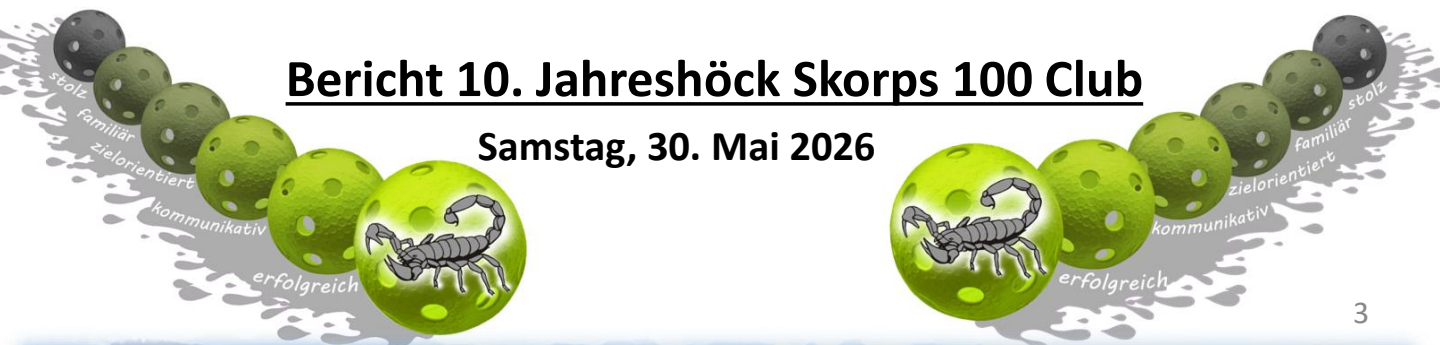 Bericht 10. Jahreshöck Skorps 100 Club
Samstag, 30. Mai 2026
stolz
familiär
zielorientiert
kommunikativ
erfolgreich
stolz
familiär
zielorientiert
kommunikativ
erfolgreich
3